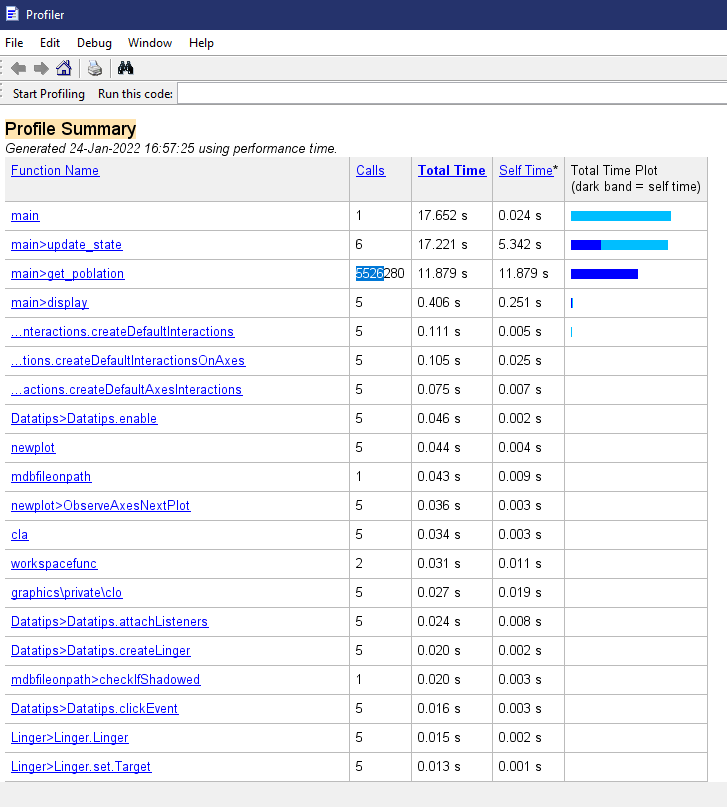 Profiler
File Edit Debug Window Help
Start Profiling Run this code:
Profile Summary
Generated 24-Jan-2022 16:57:25 using performance time.
Function Name Calls Total Time Self Time* Total Time Plot
(dark band = self time)
main 1 17.652 s 0.024 s
main>update_state 6 17.221 s 5.342 s
main>get_poblation 5526280 11.879 s 11.879 s
main>display 5 0.406 s 0.251 s
...nteractions.createDefaultInteractions 5 0.111 s 0.005 s
...tions.createDefaultInteractionsOnAxes 5 0.105 s 0.025 s
...actions.createDefaultAxesInteractions 5 0.075 s 0.007 s
Datatips>Datatips.enable 5 0.046 s 0.002 s
newplot 5 0.044 s 0.004 s
mdbfileonpath 1 0.043 s 0.009 s
newplot>ObserveAxesNextPlot 5 0.036 s 0.003 s
cla 5 0.034 s 0.003 s
workspacefunc 2 0.031 s 0.011 s
graphics\private\clo 5 0.027 s 0.019 s
Datatips>Datatips.attachListeners 5 0.024 s 0.008 s
Datatips>Datatips.createLinger 5 0.020 s 0.002 s
mdbfileonpath>checkIfShadowed 1 0.020 s 0.003 s
Datatips>Datatips.clickEvent 5 0.016 s 0.003 s
Linger>Linger.Linger 5 0.015 s 0.002 s
Linger>Linger.set.Target 5 0.013 s 0.001 s